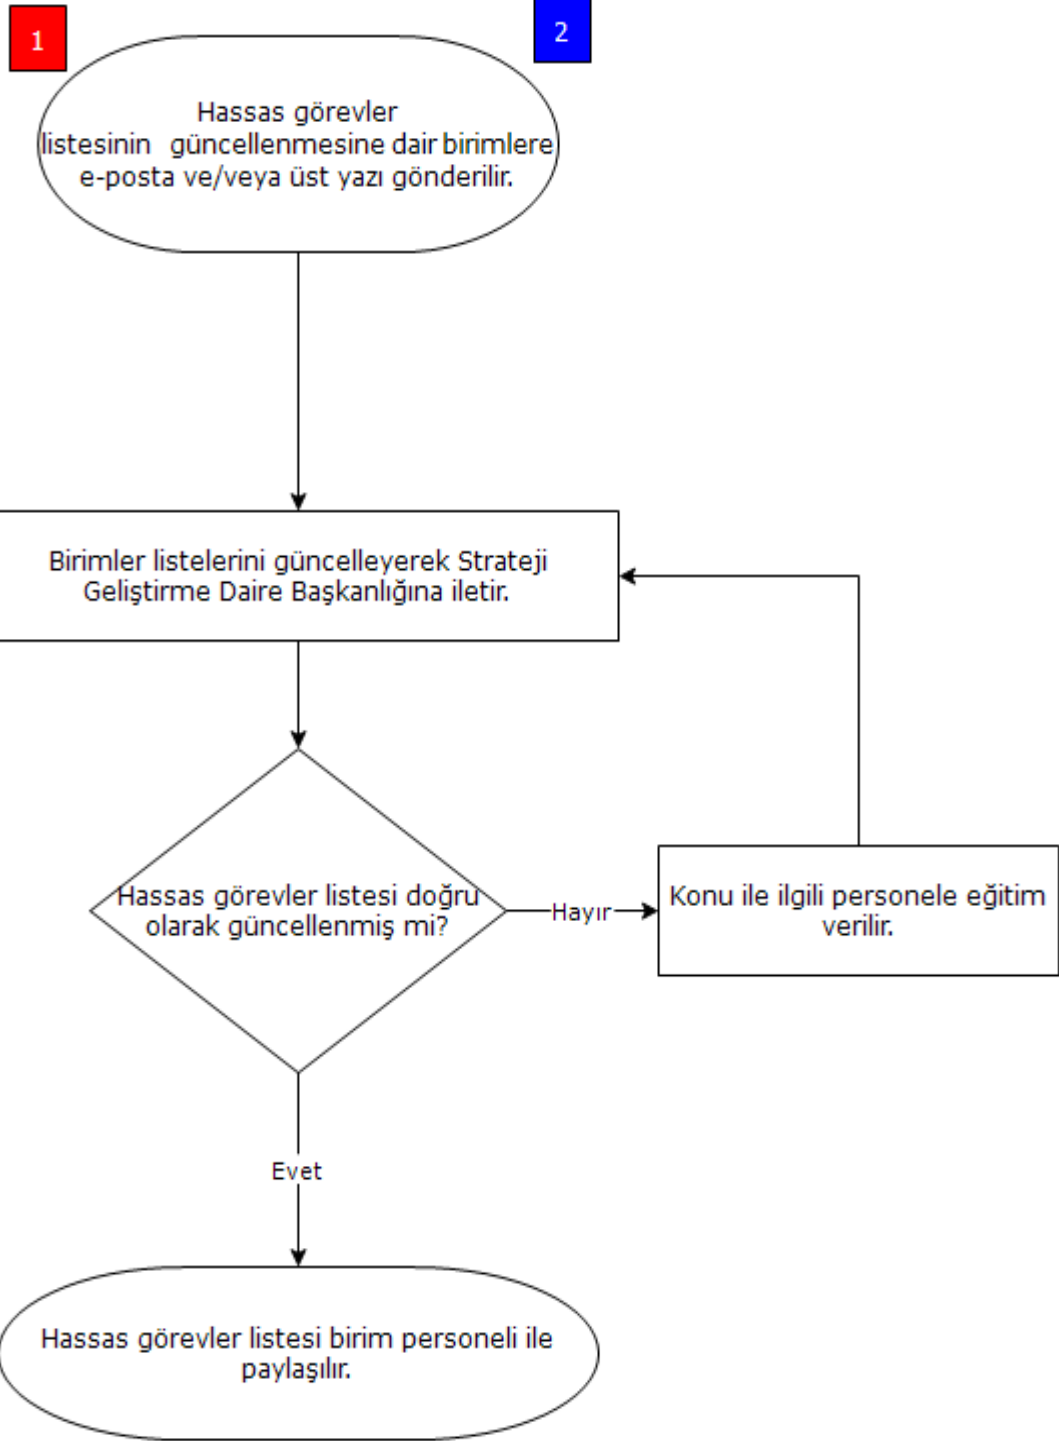 1
2
Hassas görevler
listesinin güncellenmesine dair birimlere
e-posta ve/veya üst yazı gönderilir.
Birimler listelerini güncelleyerek Strateji
Geliştirme Daire Başkanlığına iletir.
Hassas görevler listesi doğru
olarak güncellenmiş mi?
Hayır
Konu ile ilgili personele eğitim
verilir.
Evet
Hassas görevler listesi birim personeli ile
paylaşılır.